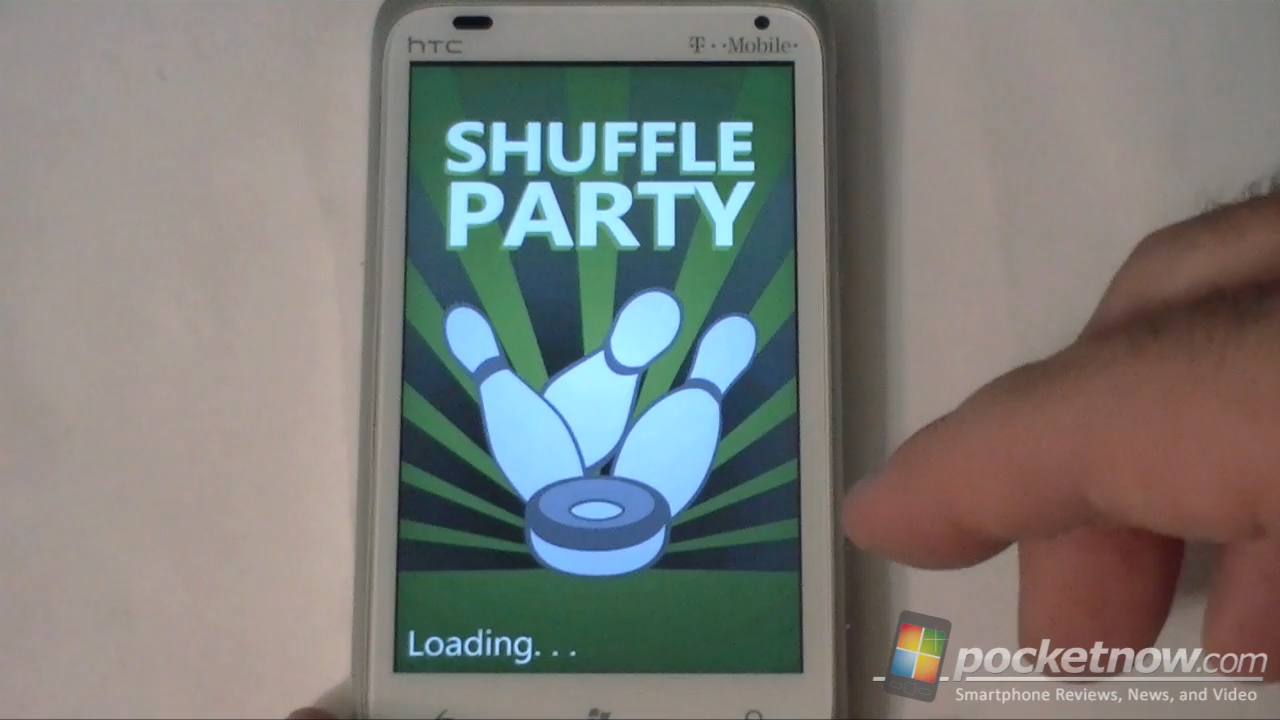 hTC
T··Mobile·
SHUFFLE
PARTY
Loading. . .
pocketnow.com
Smartphone Reviews, News, and Video